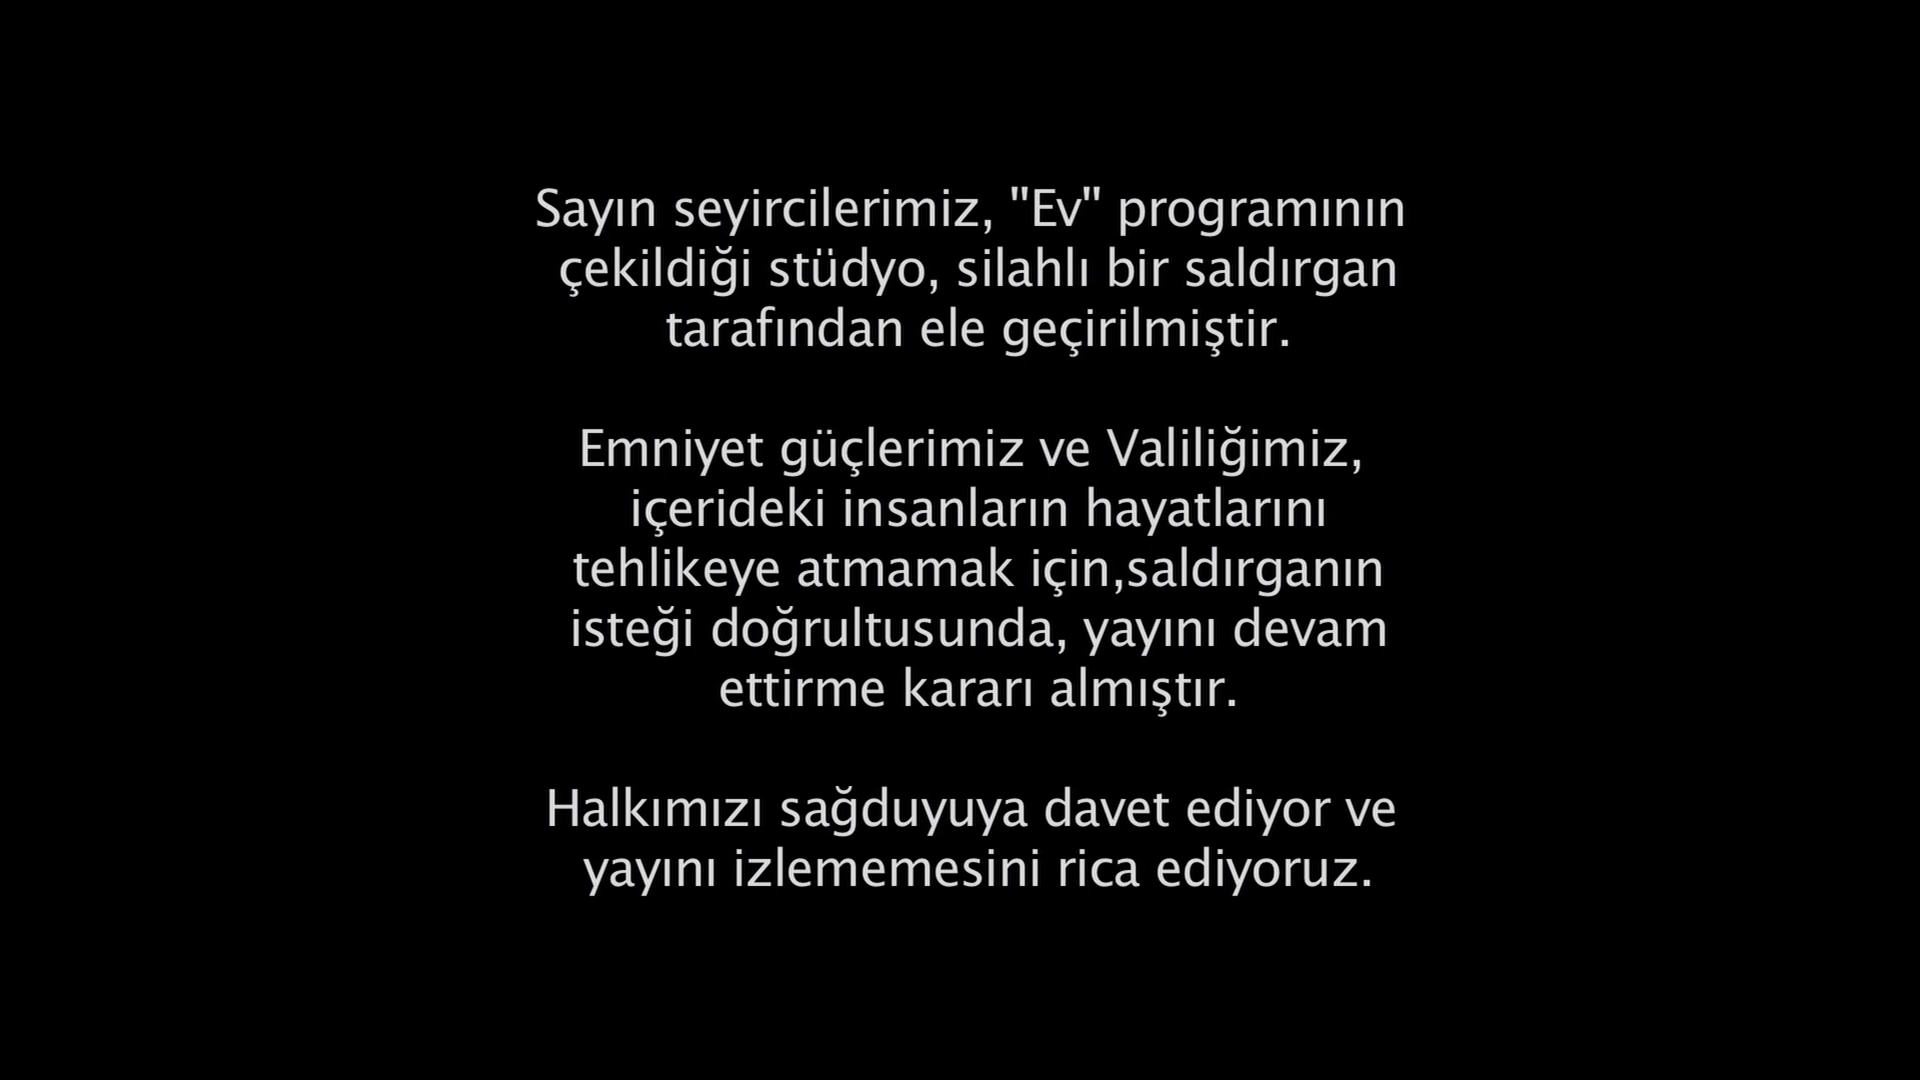 Sayın seyircilerimiz, "Ev" programının
çekildiği stüdyo, silahlı bir saldırgan
tarafından ele geçirilmiştir.
Emniyet güçlerimiz ve Valiliğimiz,
içerideki insanların hayatlarını
tehlikeye atmamak için,saldırganın
isteği doğrultusunda, yayını devam
ettirme kararı almıştır.
Halkımızı sağduyuya davet ediyor ve
yayını izlememesini rica ediyoruz.